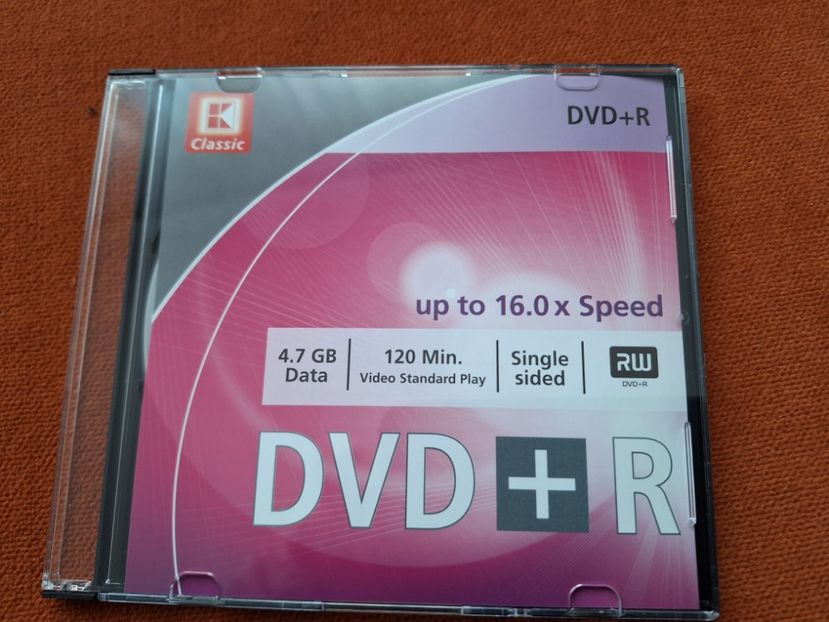 K
Classic
DVD+R
up to 16.0 x Speed
4.7 GB
Data
120 Min.
Video Standard Play
Single
sided
RW
DVD+R
DVD+R